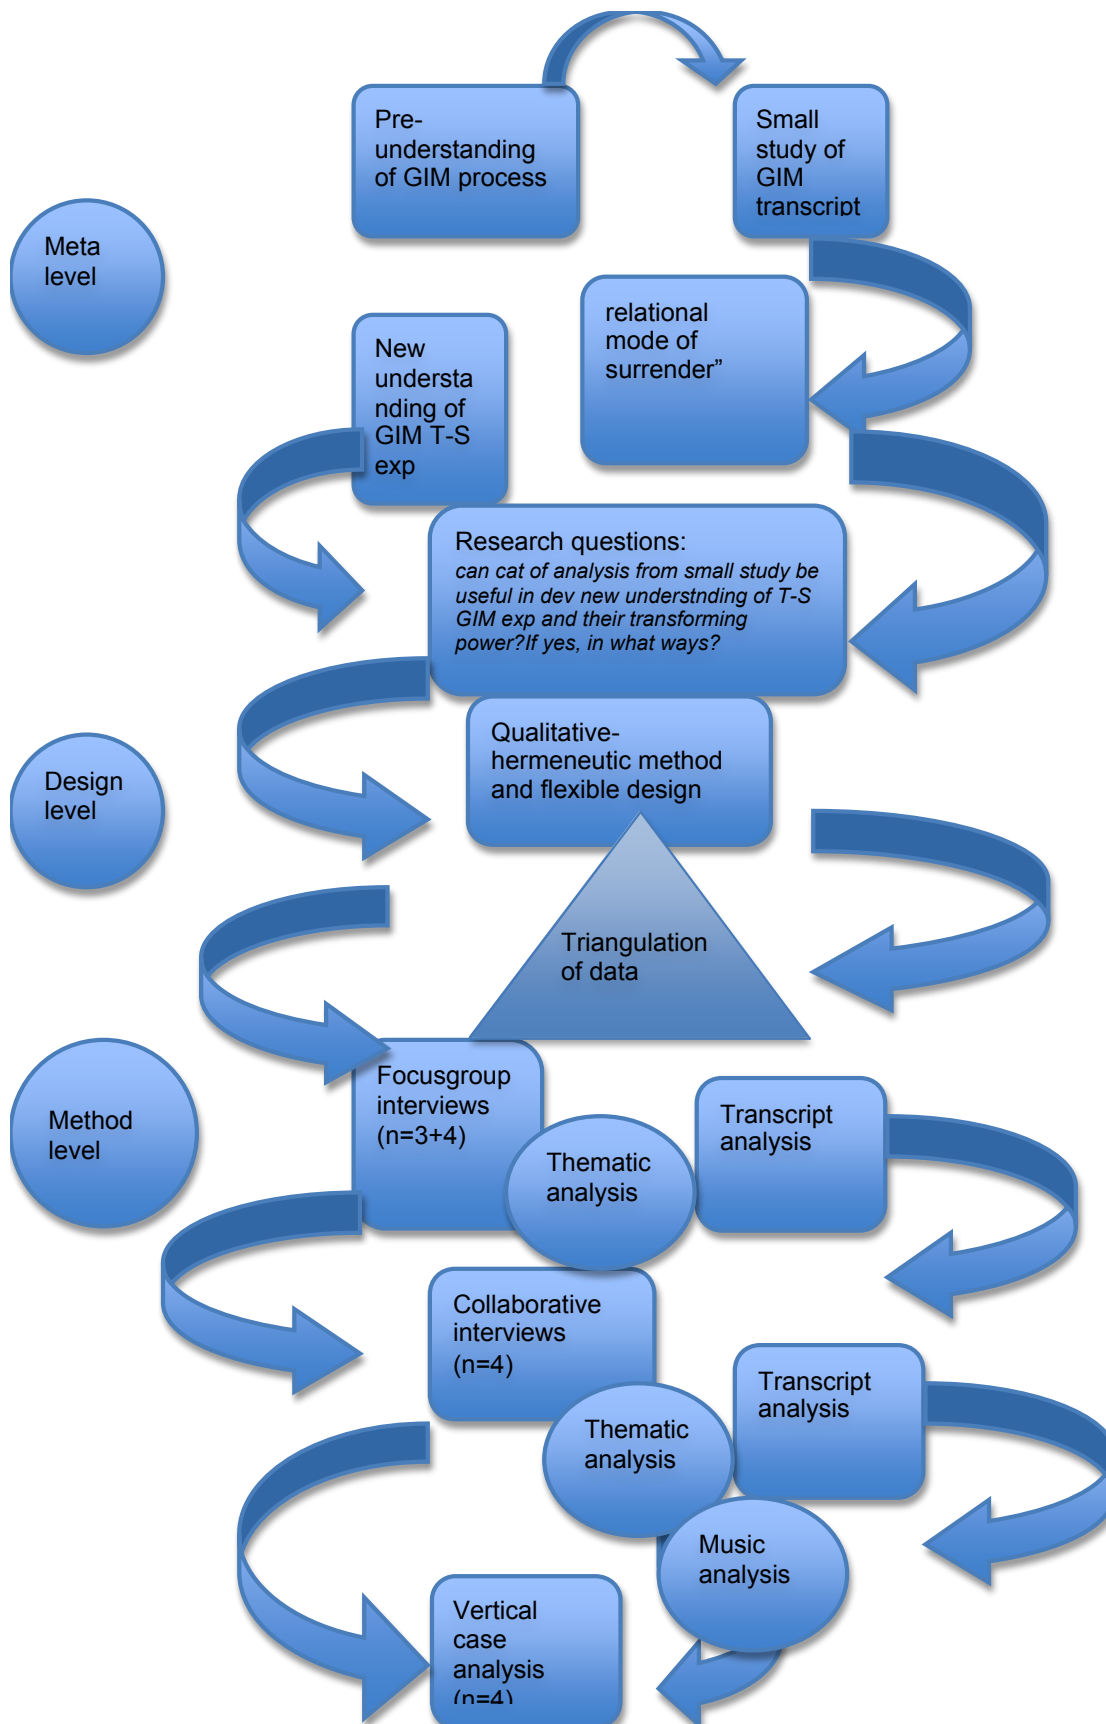 Pre-
understanding
of GIM process
Small
study of
GIM
transcript
Meta
level
relational
mode of
surrender”
New
understa
nding of
GIM T-S
exp
Research questions:
can cat of analysis from small study be
useful in dev new understnding of T-S
GIM exp and their transforming
power?If yes, in what ways?
Qualitative-
hermeneutic method
and flexible design
Design
level
Triangulation
of data
Method
level
Focusgroup
interviews
(n=3+4)
Thematic
analysis
Transcript
analysis
Collaborative
interviews
(n=4)
Thematic
analysis
Transcript
analysis
Music
analysis
Vertical
case
analysis
(n=4)